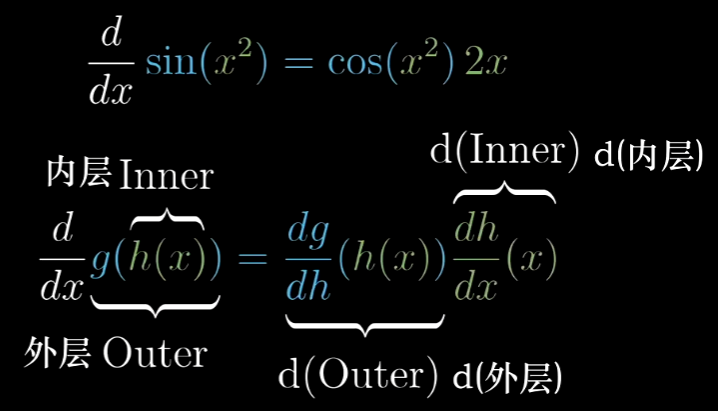 d/dx sin(x²) = cos(x²) 2x
d(Inner) d(内层)
内层 Inner
d/dx g(h(x)) = dg/dh (h(x)) dh/dx (x)
外层 Outer
d(Outer) d(外层)